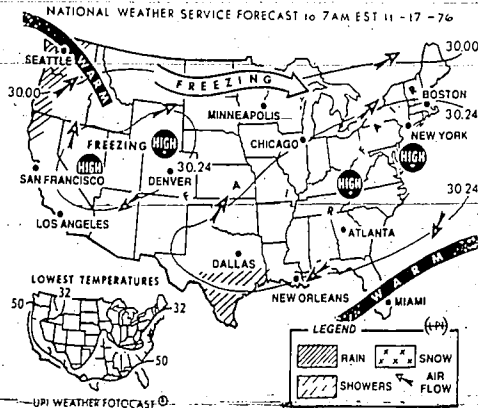 NATIONAL WEATHER SERVICE FORECAST to 7AM EST 11 - 17 - 76
SEATTLE
WARM
30.00
FREEZING
30.00
BOSTON
30.24
MINNEAPOLIS
NEW YORK
CHICAGO
FREEZING
HIGH
HIGH
30.24
HIGH
HIGH
SAN FRANCISCO
DENVER
30.24
F
A
I
R
F
A
R
LOS ANGELES
ATLANTA
DALLAS
WARM
NEW ORLEANS
MIAMI
LOWEST TEMPERATURES
32
50
32
50
LEGEND
(UPI)
RAIN
SNOW
SHOWERS
AIR
FLOW
UPI WEATHER FOTOCAST ®